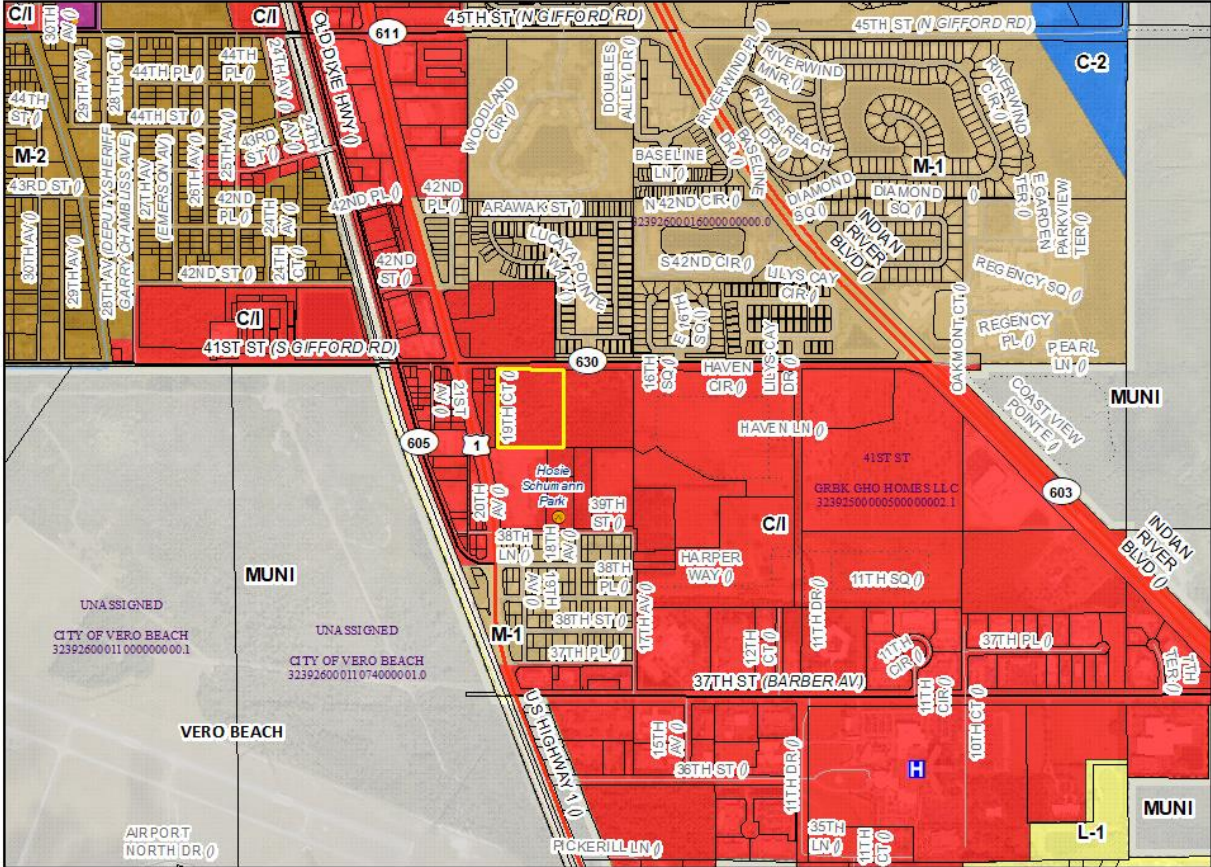 C/I
30TH
AV ()
C/I
OLD DIXIE HWY ()
611
45TH ST (N GIFFORD RD)
45TH ST (N GIFFORD RD)
C-2
29TH AV ()
28TH CT ()
44TH PL ()
44TH
PL ()
24TH AV ()
44TH
ST ()
44TH ST ()
24TH
AV ()
43RD
ST ()
25TH AV ()
26TH AV ()
M-2
43RD ST ()
28TH AV (DEPUTY SHERIFF
GARRY CHAMBLISS AVE)
27TH AV
(EMERSON AV)
42ND
PL ()
24TH
AV ()
24TH
CT ()
30TH AV ()
29TH AV ()
42ND ST ()
42ND PL ()
42ND
PL ()
42ND
ST ()
WOODLAND
CIR ()
DOUBLES
ALLEY DR ()
RIVERWIND PL ()
RIVERWIND
MNR ()
RIVERWIND
DR ()
RIVER REACH
DR ()
RIVERWIND
CIR ()
BASELINE
DR ()
BASELINE
LN ()
M-1
ARAWAK ST ()
N 42ND CIR ()
32392600016000000000.0
DIAMOND
SQ ()
DIAMOND
SQ ()
()
E GARDEN
TER ()
PARKVIEW
TER ()
LUCAYA POINTE
WAY ()
S 42ND CIR ()
LILYS CAY
CIR ()
INDIAN
RIVER
BLVD ()
REGENCY SQ ()
REGENCY
PL ()
E 16TH
SQ ()
OAKMONT CT ()
PEARL
LN ()
C/I
41ST ST (S GIFFORD RD)
630
16TH
SQ ()
HAVEN
CIR ()
LILYS CAY
DR ()
21ST
AV ()
19TH CT ()
COASTVIEW
POINTE ()
MUNI
605
1
HAVEN LN ()
41ST ST
GRBK GHO HOMES LLC
32392500000500000002.1
603
Hosie
Schumann
Park
20TH
AV ()
39TH
ST ()
C/I
38TH
LN ()
18TH
AV ()
INDIAN
RIVER
BLVD ()
MUNI
38TH
PL ()
19TH
AV ()
HARPER
WAY ()
11TH SQ ()
UNASSIGNED
CITY OF VERO BEACH
32392600011000000000.1
UNASSIGNED
CITY OF VERO BEACH
32392600011074000001.0
38TH ST ()
M-1
37TH PL ()
17TH AV ()
12TH
CT ()
11TH DR ()
11TH
CIR ()
37TH PL ()
7TH
TER ()
37TH ST (BARBER AV)
11TH
CIR ()
10TH CT ()
VERO BEACH
U S HIGHWAY 1 ()
15TH
AV ()
36TH ST ()
11TH DR ()
H
MUNI
L-1
AIRPORT
NORTH DR ()
PICKERILL LN ()
35TH
LN ()
11TH
CT ()